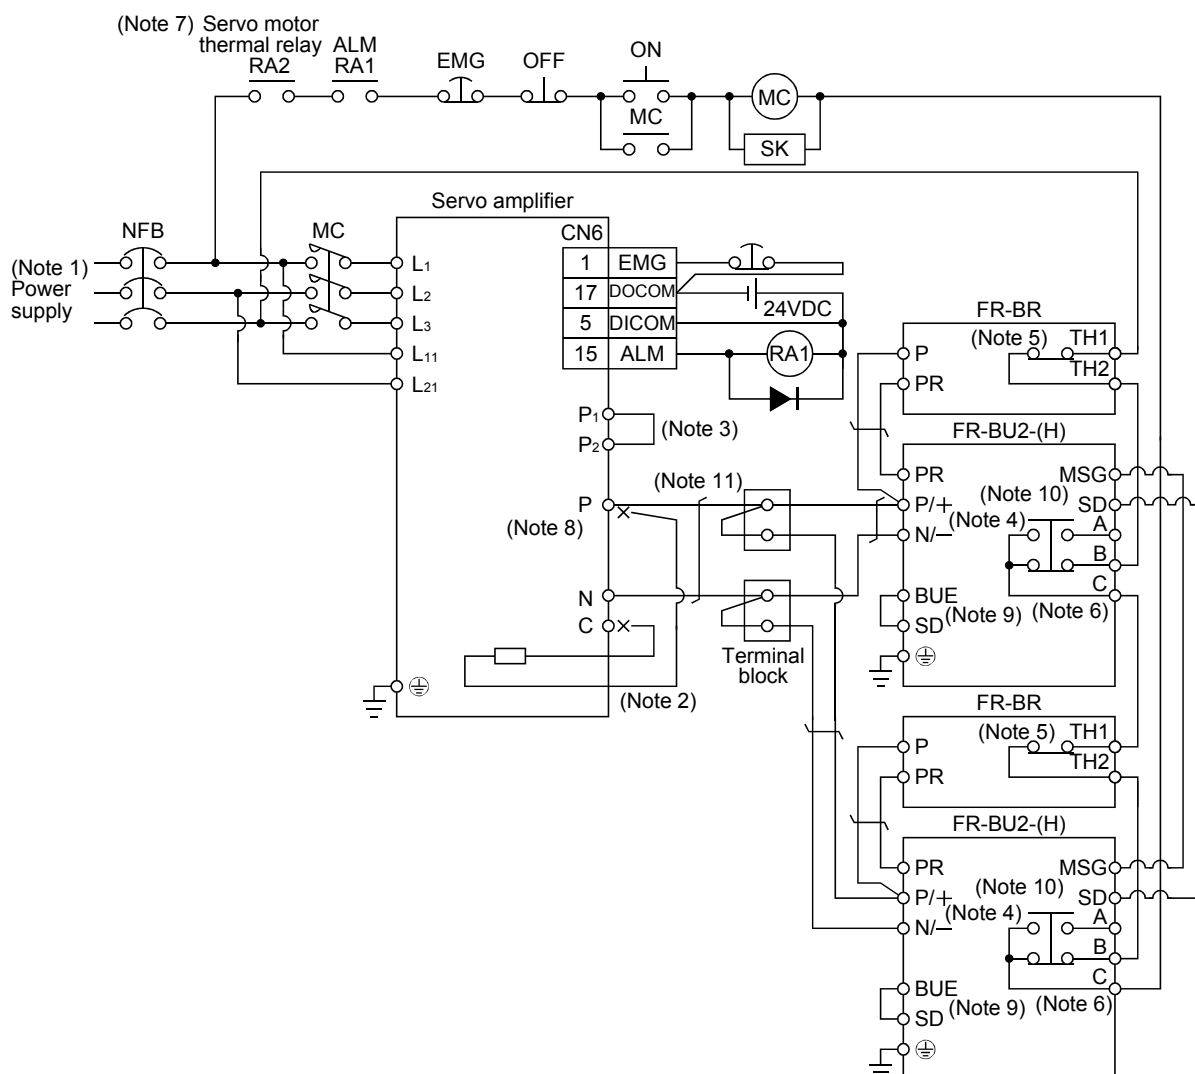 (Note 7) Servo motor
thermal relay
RA2
ALM
RA1
EMG
OFF
ON
MC
MC
SK
Servo amplifier
NFB
MC
(Note 1)
Power
supply
L1
L2
L3
L11
L21
CN6
1 EMG
17 DOCOM
5 DICOM
15 ALM
24VDC
RA1
P1
P2
(Note 3)
P
(Note 8)
(Note 11)
N
C
(Note 2)
Terminal
block
FR-BR
(Note 5)
TH1
TH2
P
PR
FR-BU2-(H)
PR
MSG
(Note 10)
P/+
SD
(Note 4)
A
N/−
B
C
BUE
(Note 9)
(Note 6)
SD
FR-BR
(Note 5)
TH1
TH2
P
PR
FR-BU2-(H)
PR
MSG
(Note 10)
P/+
SD
(Note 4)
A
N/−
B
C
BUE
(Note 9)
(Note 6)
SD